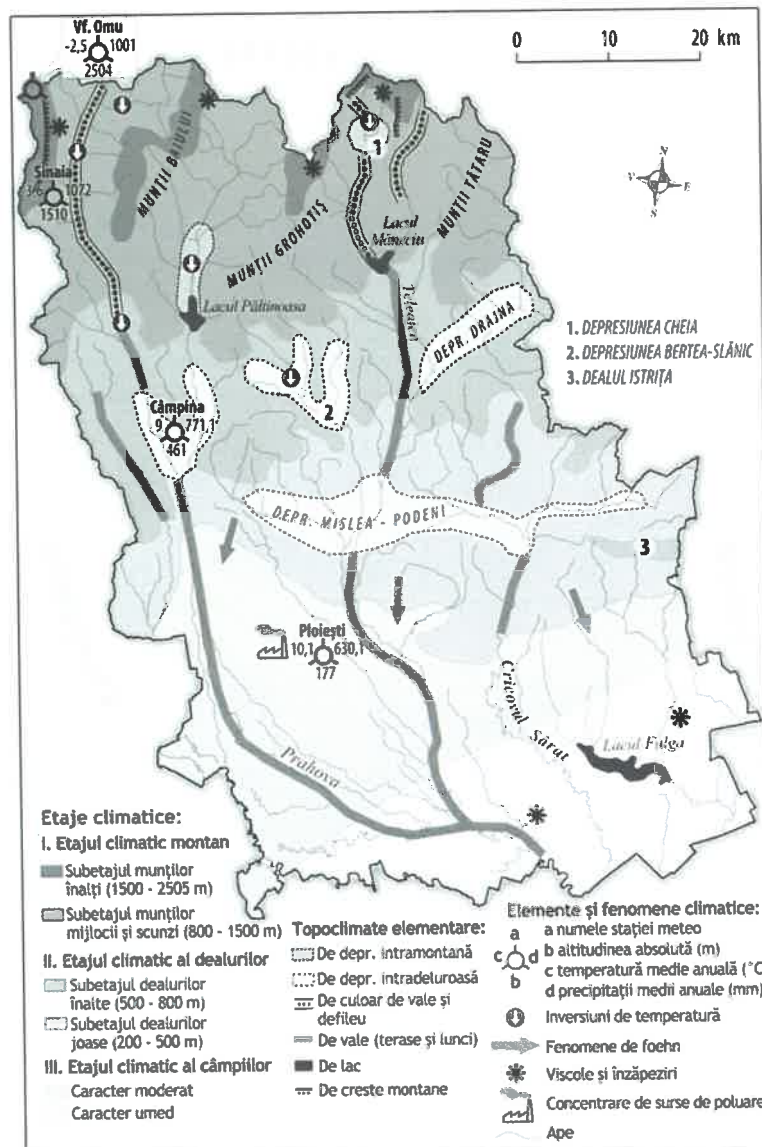 Vf. Omu
-2,5 1001
2504
0 10 20 km
N
V E
S
1
Sinaia
3,6 1072
1510
MUNȚII BAIULUI
MUNȚII GROHOTIȘ
MUNȚII TĂTARU
Lacul
Măneciu
Lacul Păltinoasa
Teleajen
DEPR. DRAJNA
1. DEPRESIUNEA CHEIA
2. DEPRESIUNEA BERTEA-SLĂNIC
3. DEALUL ISTRIȚA
Câmpina
9 771,1
461
2
DEPR. MISLEA - PODENI
3
Ploiești
10,1 630,1
177
Cricovul Sărat
Lacul Fulga
Prahova
Etaje climatice:
I. Etajul climatic montan
Subetajul munților
înalți (1500 - 2505 m)
Subetajul munților
mijlocii și scunzi (800 - 1500 m)
II. Etajul climatic al dealurilor
Subetajul dealurilor
înalte (500 - 800 m)
Subetajul dealurilor
joase (200 - 500 m)
III. Etajul climatic al câmpiilor
Caracter moderat
Caracter umed
Topoclimate elementare:
De depr. intramontană
De depr. intradeluroasă
De culoar de vale și
defileu
De vale (terase și lunci)
De lac
De creste montane
Elemente și fenomene climatice:
a a numele stației meteo
c d b altitudinea absolută (m)
b c temperatură medie anuală (°C
d precipitații medii anuale (mm)
Inversiuni de temperatură
Fenomene de foehn
Viscole și înzăpeziri
Concentrare de surse de poluare
Ape